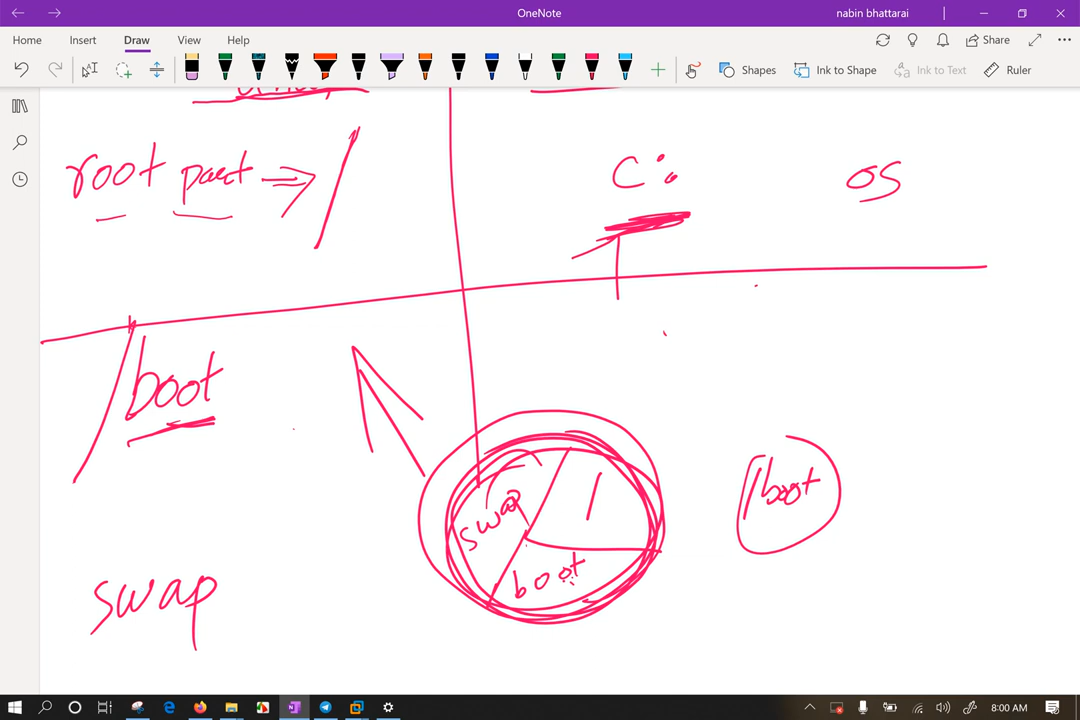 OneNote
nabin bhattarai
Home Insert Draw View Help
Share
Shapes
Ink to Shape
Ink to Text
Ruler
root part => /
C:
OS
/boot
swap
/
boot
/boot
swap
8:00 AM